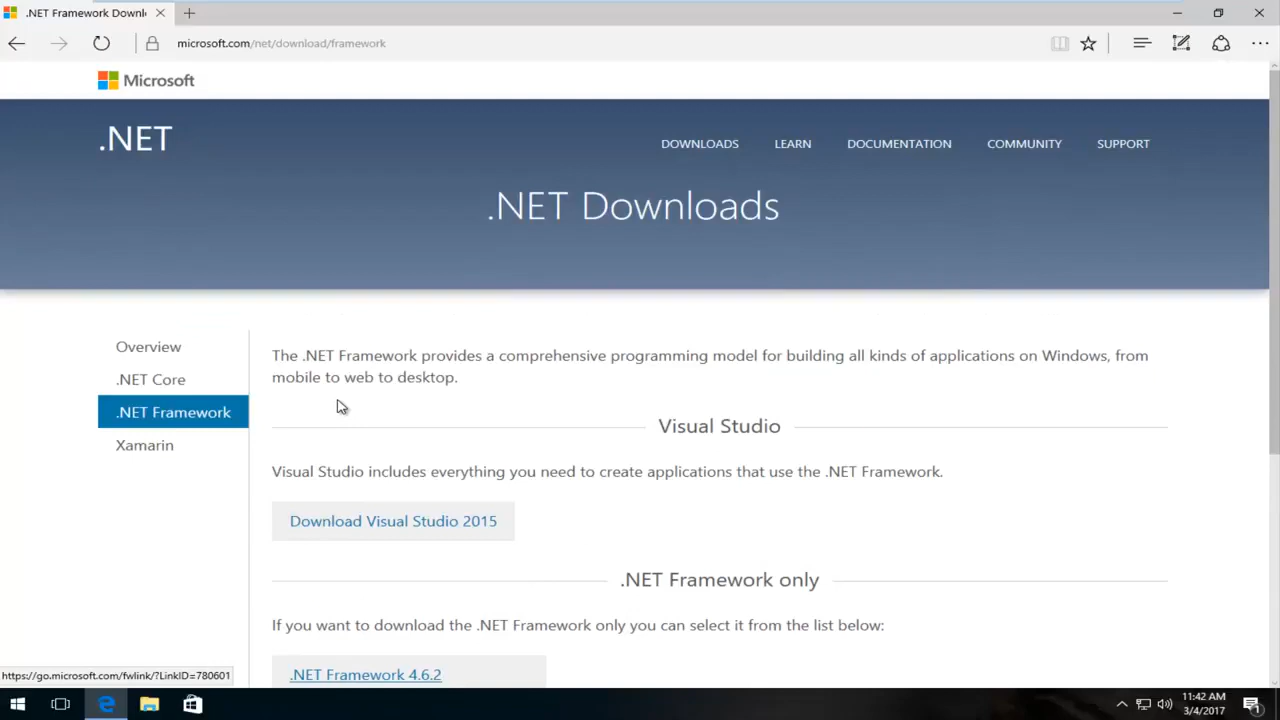 .NET Framework Downl
microsoft.com/net/download/framework
Microsoft
.NET
DOWNLOADS LEARN DOCUMENTATION COMMUNITY SUPPORT
.NET Downloads
Overview
.NET Core
.NET Framework
Xamarin
The .NET Framework provides a comprehensive programming model for building all kinds of applications on Windows, from
mobile to web to desktop.
Visual Studio
Visual Studio includes everything you need to create applications that use the .NET Framework.
Download Visual Studio 2015
.NET Framework only
If you want to download the .NET Framework only you can select it from the list below:
.NET Framework 4.6.2
https://go.microsoft.com/fwlink/?LinkID=780601
11:42 AM
3/4/2017
1